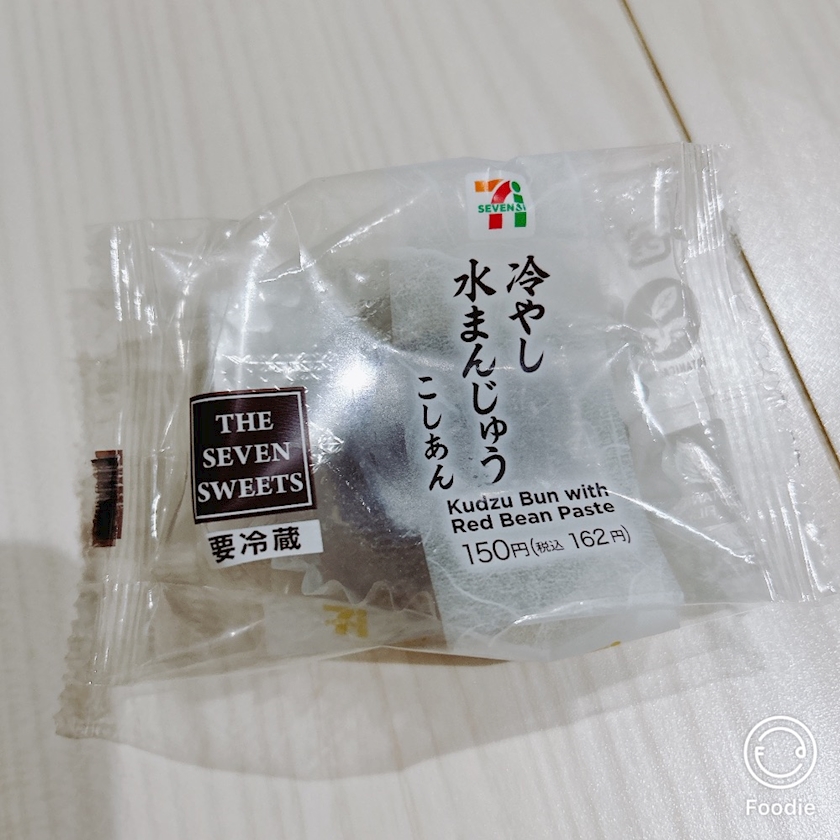 SEVEN&i
冷やし
水まんじゅう
こしあん
Kudzu Bun with
Red Bean Paste
150円(税込 162円)
THE
SEVEN
SWEETS
要冷蔵
Foodie